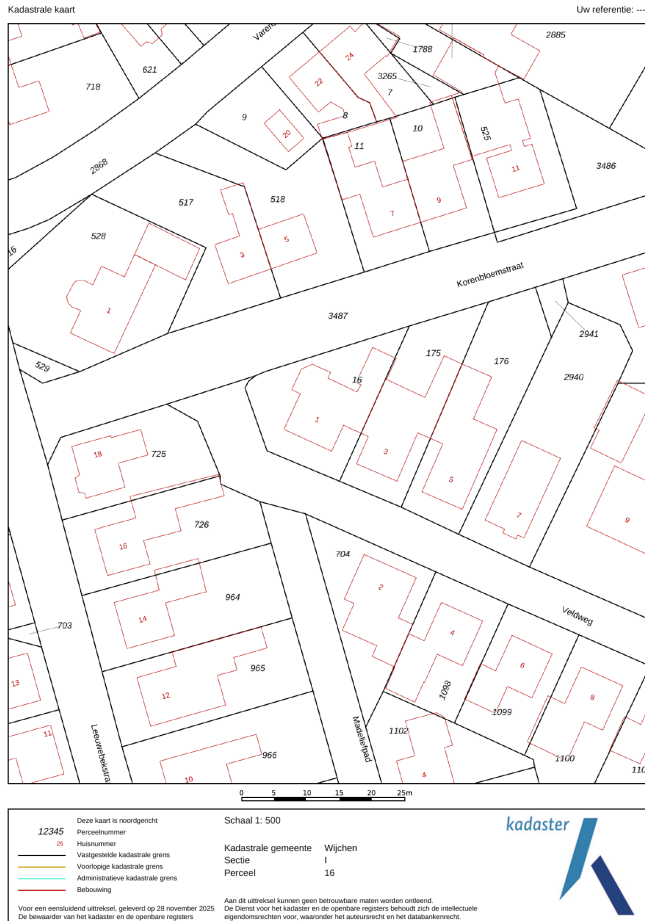 Kadastrale kaart
Uw referentie: ---
2885
1788
24
621
3265
22
718
7
9
8
10
525
20
11
11
3486
2868
517
518
7
9
528
5
3
16
1
Korenbloemstraat
3487
2941
175
176
529
2940
16
1
18
725
3
5
7
9
726
16
704
2
964
14
Veldweg
4
703
6
965
13
12
1098
8
1099
11
1102
Leeuwebekstra
Madeliefpad
966
1100
110
10
4
0 5 10 15 20 25m
Deze kaart is noordgericht
12345 Perceelnummer
25 Huisnummer
Vastgestelde kadastrale grens
Voorlopige kadastrale grens
Administratieve kadastrale grens
Bebouwing
Voor een eensluidend uittreksel, geleverd op 28 november 2025
De bewaarder van het kadaster en de openbare registers
Schaal 1: 500
Kadastrale gemeente Wijchen
Sectie I
Perceel 16
Aan dit uittreksel kunnen geen betrouwbare maten worden ontleend.
De Dienst voor het kadaster en de openbare registers behoudt zich de intellectuele
eigendomsrechten voor, waaronder het auteursrecht en het databankenrecht.
kadaster